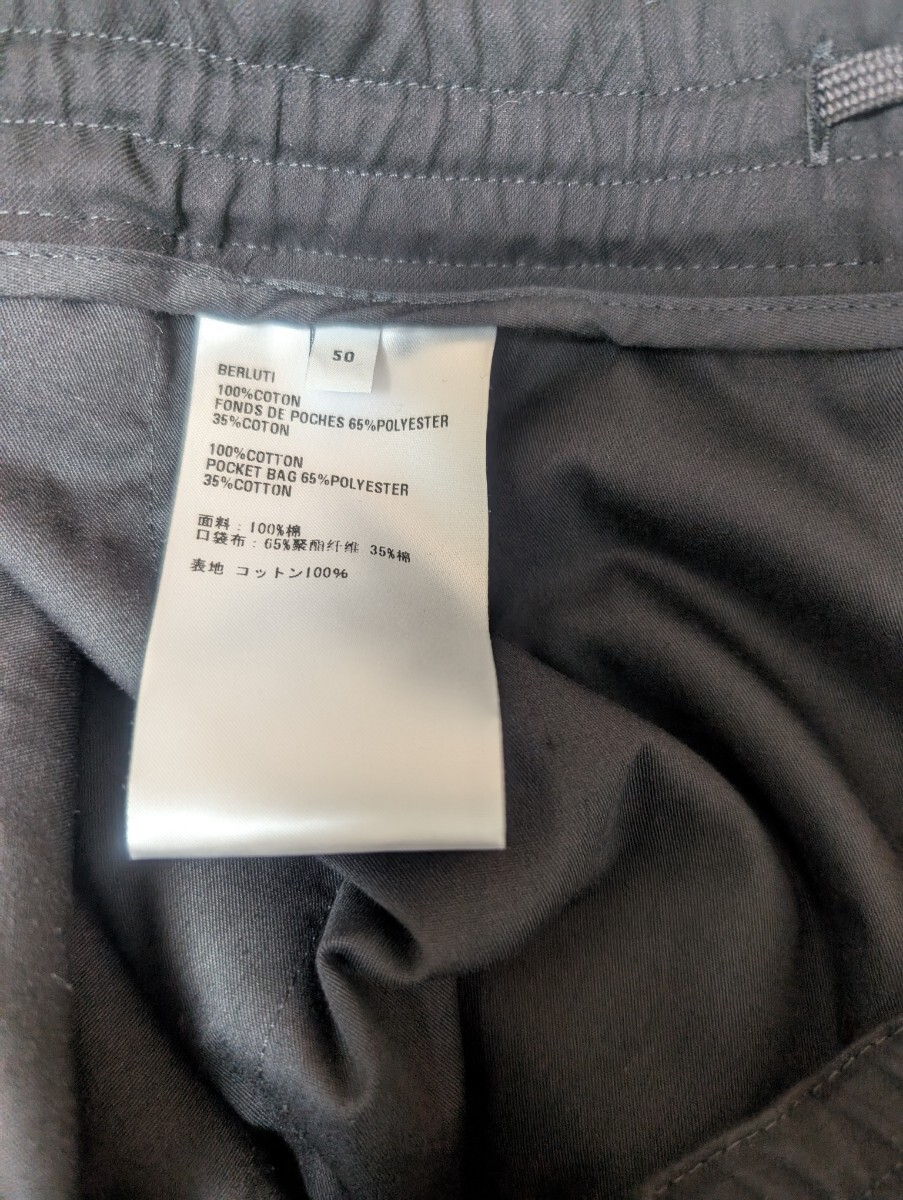 50
BERLUTI
100%COTON
FONDS DE POCHES 65%POLYESTER
35%COTON
100%COTTON
POCKET BAG 65%POLYESTER
35%COTTON
面料：100%棉
口袋布：65%聚酯纤维 35%棉
表地 コットン100%